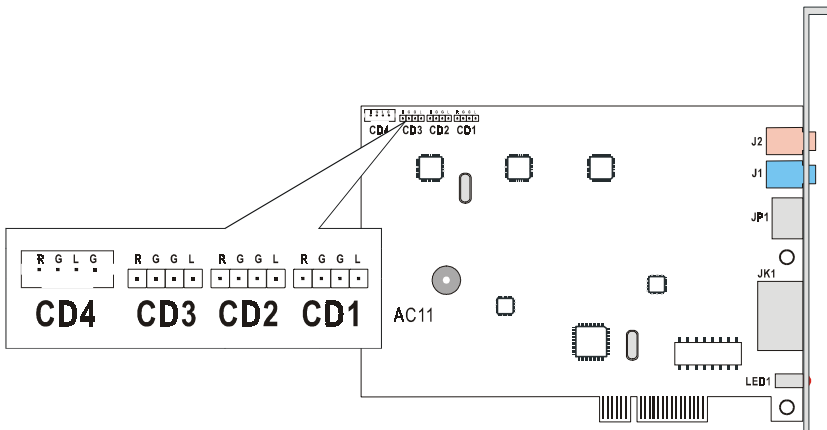 R G L G
R G G L
R G G L
R G G L
CD4 CD3 CD2 CD1
J2
J1
JP1
JK1
R G L G R G G L R G G L R G G L
CD4 CD3 CD2 CD1
AC11
LED1